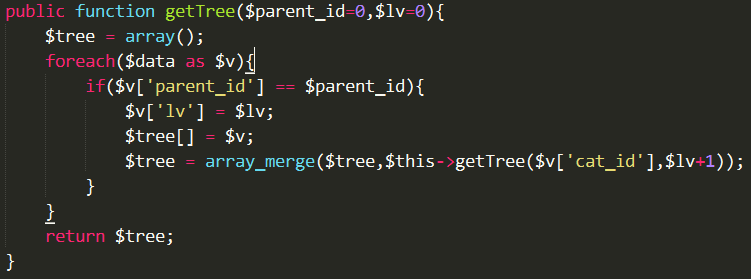 public function getTree($parent_id=0,$lv=0){
    $tree = array();
    foreach($data as $v){
        if($v['parent_id'] == $parent_id){
            $v['lv'] = $lv;
            $tree[] = $v;
            $tree = array_merge($tree,$this->getTree($v['cat_id'],$lv+1));
        }
    }
    return $tree;
}